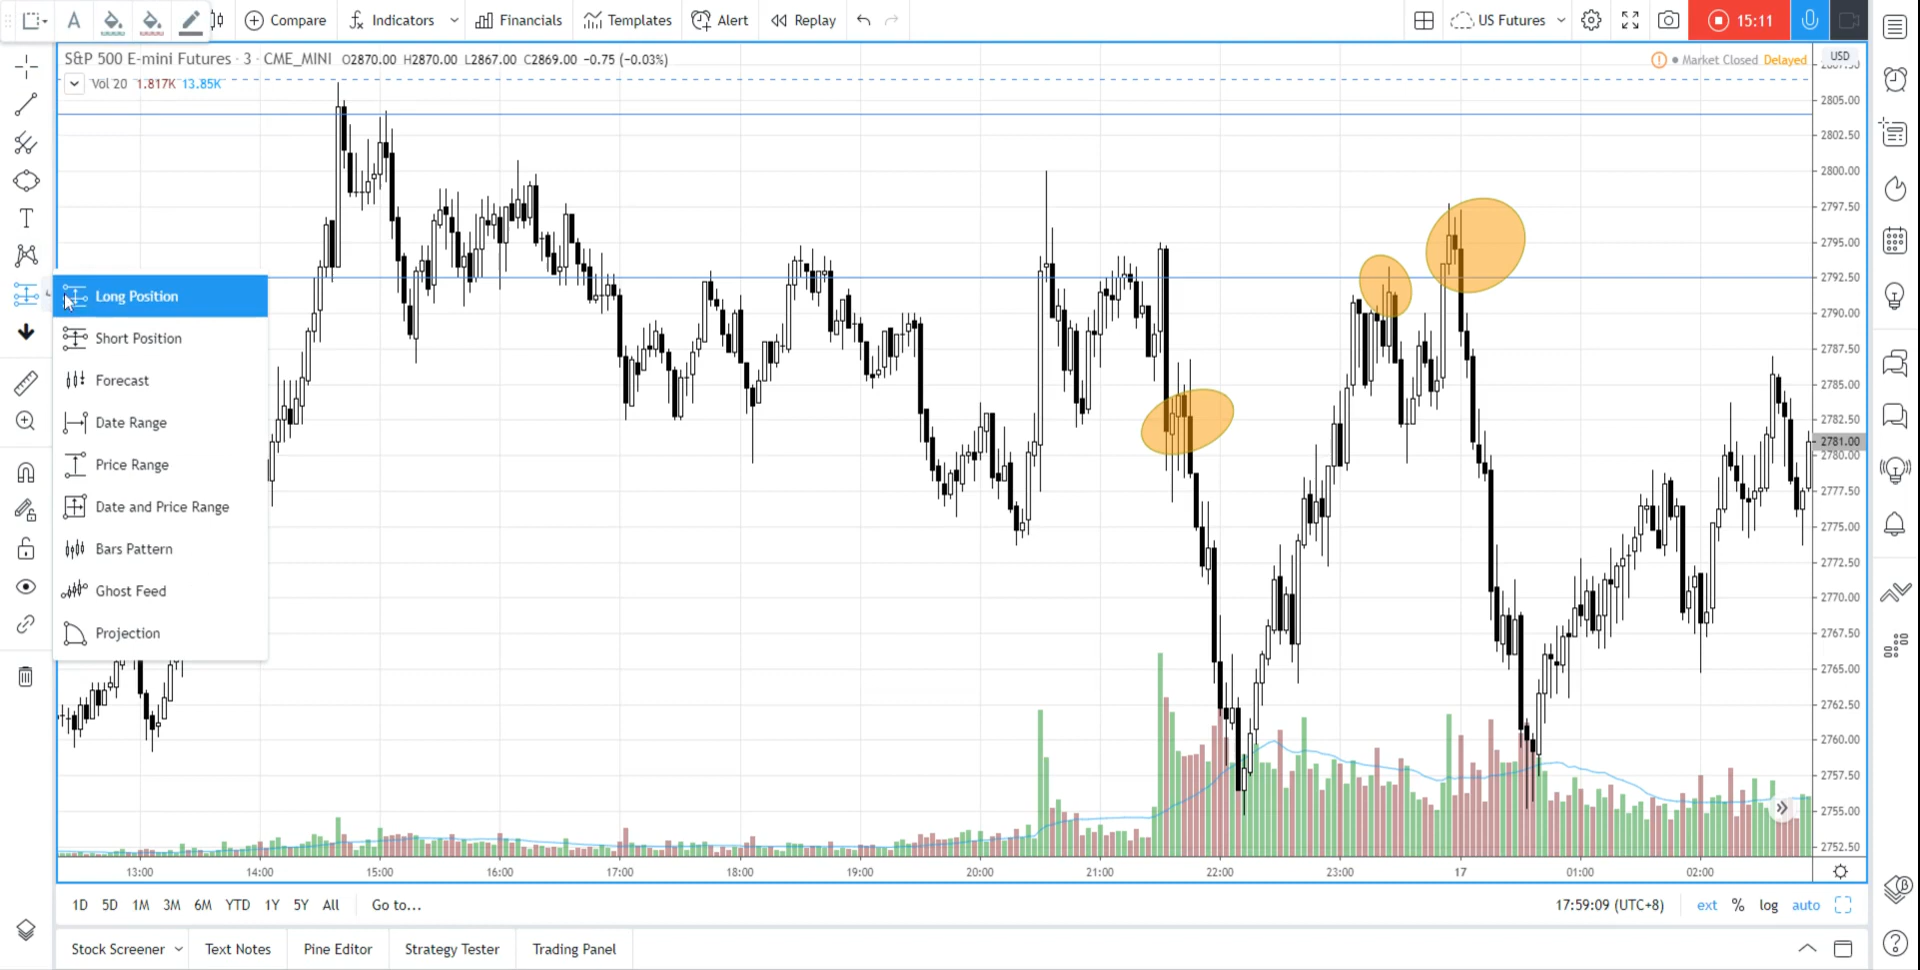 Compare
Indicators
Financials
Templates
Alert
Replay
US Futures
15:11
S&P 500 E-mini Futures · 3 · CME_MINI O2870.00 H2870.00 L2867.00 C2869.00 −0.75 (−0.03%)
Market Closed Delayed
USD
Vol 20 1.817K 13.85K
2805.00
2802.50
2800.00
2797.50
2795.00
2792.50
2790.00
2787.50
2785.00
2782.50
2781.00
2780.00
2777.50
2775.00
2772.50
2770.00
2767.50
2765.00
2762.50
2760.00
2757.50
2755.00
2752.50
Long Position
Short Position
Forecast
Date Range
Price Range
Date and Price Range
Bars Pattern
Ghost Feed
Projection
13:00 14:00 15:00 16:00 17:00 18:00 19:00 20:00 21:00 22:00 23:00 17 01:00 02:00
1D 5D 1M 3M 6M YTD 1Y 5Y All Go to... 17:59:09 (UTC+8) ext % log auto
Stock Screener Text Notes Pine Editor Strategy Tester Trading Panel